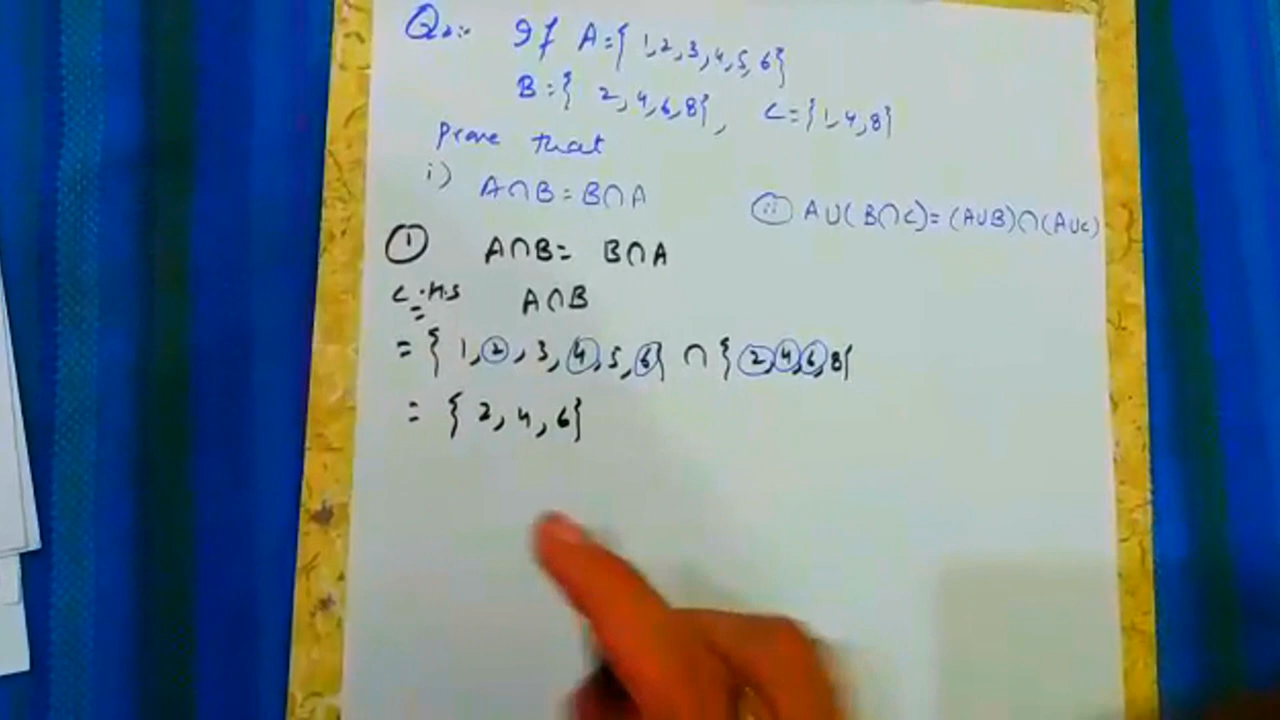 Q2:- If A={1,2,3,4,5,6}
B={ 2,4,6,8}, C={1,4,8}
prove that
i) A∩B=B∩A
ii) A∪(B∩C)=(A∪B)∩(A∪C)
① A∩B= B∩A
L.H.S A∩B
={ 1,2,3,4,5,6} ∩ {2,4,6,8}
= { 2,4,6}